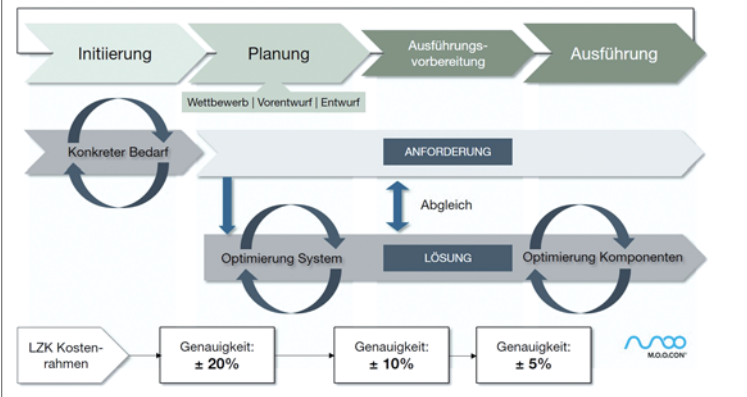 Initiierung
Planung
Ausführungs-
vorbereitung
Ausführung
Wettbewerb | Vorentwurf | Entwurf
Konkreter Bedarf
ANFORDERUNG
Abgleich
Optimierung System
LÖSUNG
Optimierung Komponenten
LZK Kosten-
rahmen
Genauigkeit:
± 20%
Genauigkeit:
± 10%
Genauigkeit:
± 5%
M.O.O.CON®